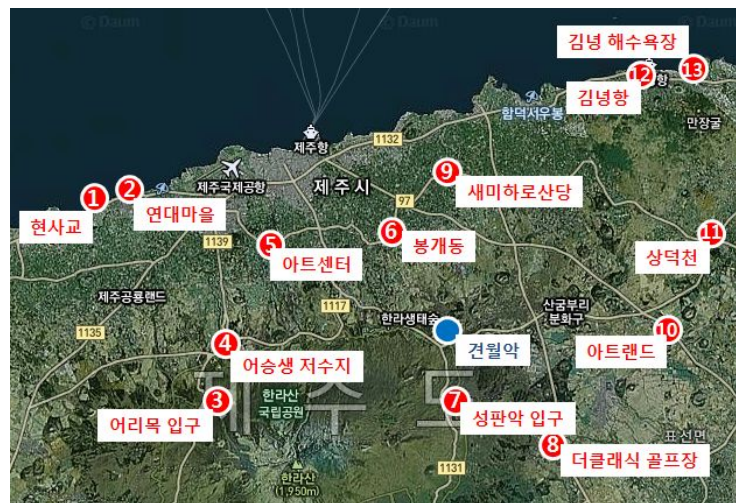 © Daum
© Daum
김녕 해수욕장
12
13
항
김녕항
함덕서우봉
만장굴
1132
제주항
제주국제공항
제주시
9
새미하로산당
97
1
2
현사교
연대마을
1139
5
아트센터
6
봉개동
11
상덕천
제주공룡랜드
1117
1135
한라생태숲
산굼부리
분화구
견월악
10
아트랜드
4
어승생 저수지
제주도
3
어리목 입구
한라산
국립공원
7
성판악 입구
8
더클래식 골프장
표선면
한라산
(1,950m)
1131